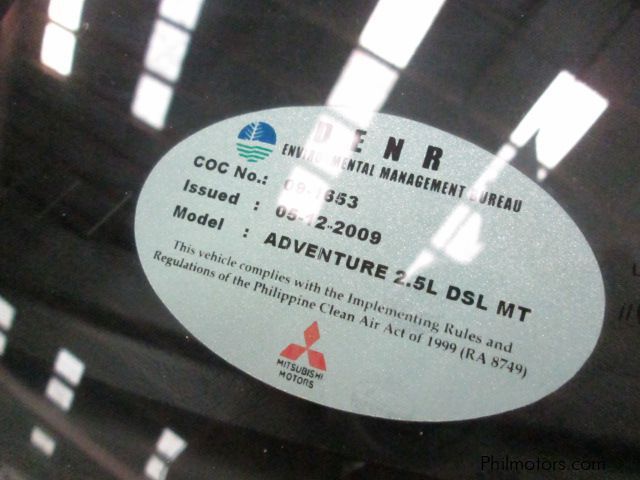 DENR
ENVIRONMENTAL MANAGEMENT BUREAU
COC No.: 09-1653
Issued : 05-12-2009
Model : ADVENTURE 2.5L DSL MT
This vehicle complies with the Implementing Rules and
Regulations of the Philippine Clean Air Act of 1999 (RA 8749)
MITSUBISHI
MOTORS
Philmotors.com